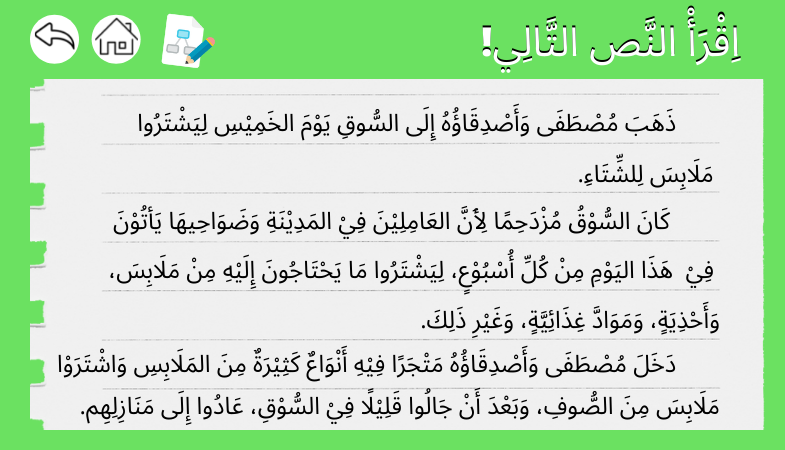 اِقْرَأْ النَّص التَّالِي!
ذَهَبَ مُصْطَفَى وَأَصْدِقَاؤُهُ إِلَى السُّوقِ يَوْمَ الخَمِيْسِ لِيَشْتَرُوا
مَلَابِسَ لِلشِّتَاءِ.
كَانَ السُّوْقُ مُزْدَحِمًا لِأَنَّ العَامِلِيْنَ فِيْ المَدِيْنَةِ وَضَوَاحِيهَا يَأتُوْنَ
فِيْ هَذَا اليَوْمِ مِنْ كُلِّ أُسْبُوْعٍ، لِيَشْتَرُوا مَا يَحْتَاجُونَ إِلَيْهِ مِنْ مَلَابِسَ،
وَأَحْذِيَةٍ، وَمَوَادَّ غِذَائِيَّةٍ، وَغَيْرِ ذَلِكَ.
دَخَلَ مُصْطَفَى وَأَصْدِقَاؤُهُ مَتْجَرًا فِيْهِ أَنْوَاعٌ كَثِيْرَةٌ مِنَ المَلَابِسِ وَاشْتَرَوْا
مَلَابِسَ مِنَ الصُّوفِ، وَبَعْدَ أَنْ جَالُوا قَلِيْلًا فِيْ السُّوْقِ، عَادُوا إِلَى مَنَازِلِهِم.